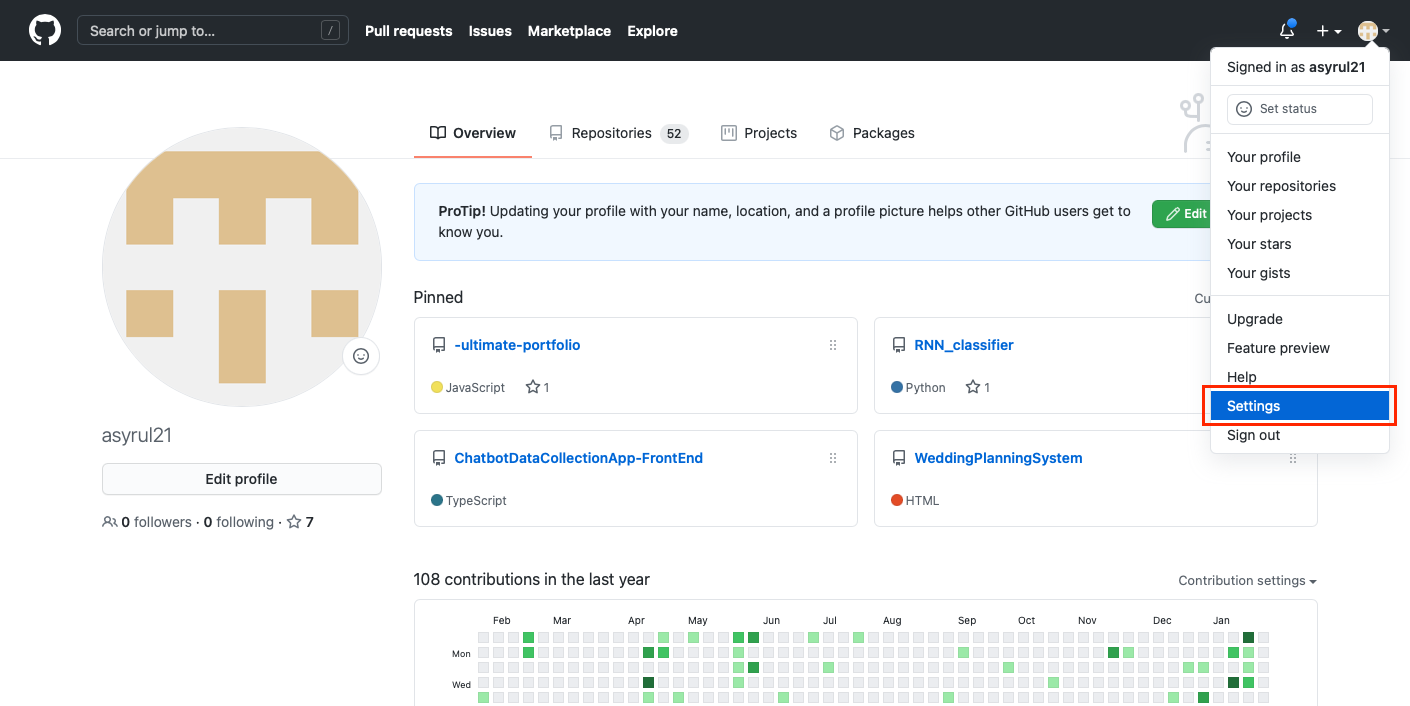 Search or jump to... /
Pull requests Issues Marketplace Explore
Signed in as asyrul21
Set status
Your profile
Your repositories
Your projects
Your stars
Your gists
Upgrade
Feature preview
Help
Settings
Sign out
Overview Repositories 52 Projects Packages
ProTip! Updating your profile with your name, location, and a profile picture helps other GitHub users get to
know you.
Edit
asyrul21
Edit profile
0 followers · 0 following · 7
Pinned
Cu
-ultimate-portfolio
JavaScript 1
RNN_classifier
Python 1
ChatbotDataCollectionApp-FrontEnd
TypeScript
WeddingPlanningSystem
HTML
108 contributions in the last year
Contribution settings
Feb Mar Apr May Jun Jul Aug Sep Oct Nov Dec Jan
Mon
Wed